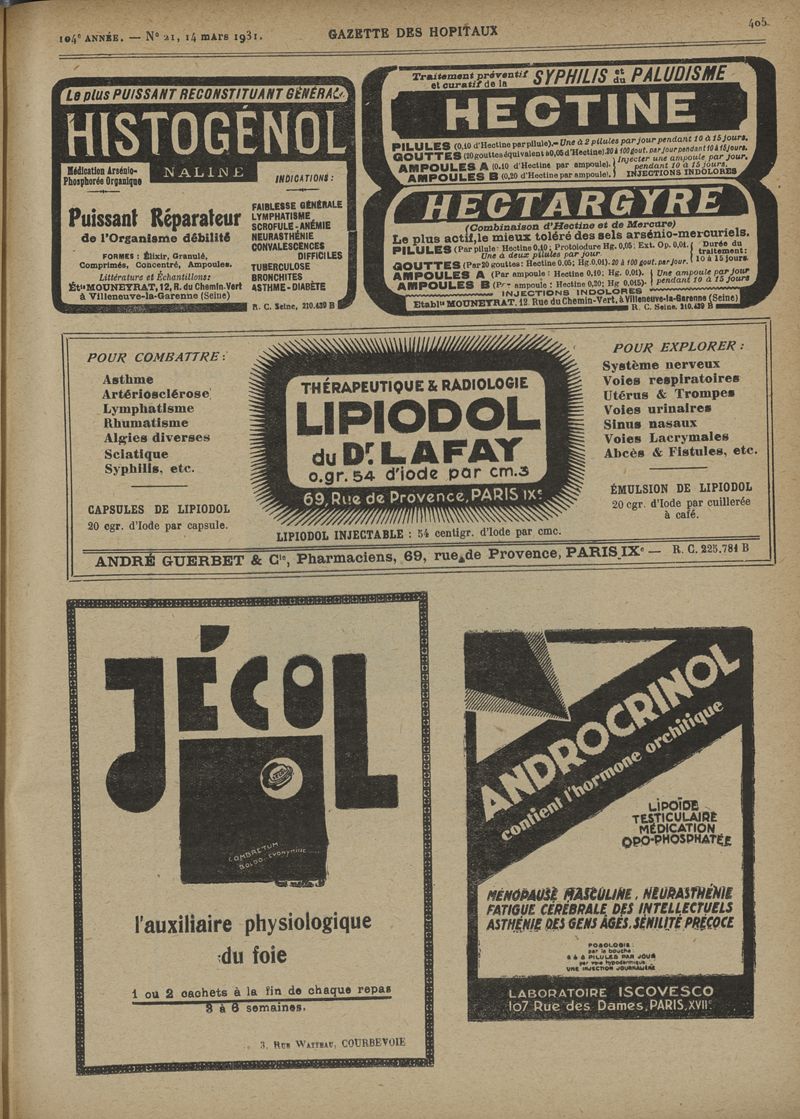 104e ANNÉE. — N° 21, 14 MARS 1931.
GAZETTE DES HOPITAUX
405
Le plus PUISSANT RECONSTITUANT GÉNÉRAL
HISTOGÉNOL
Médication Arsénio-
Phosphorée Organique
NALINE
INDICATIONS :
Puissant Réparateur
de l'Organisme débilité
FORMES : Élixir, Granulé,
Comprimés, Concentré, Ampoules.
Littérature et Échantillons:
Éts MOUNEYRAT, 12, R. du Chemin-Vert
à Villeneuve-la-Garenne (Seine)
FAIBLESSE GÉNÉRALE
LYMPHATISME
SCROFULE - ANÉMIE
NEURASTHÉNIE
CONVALESCENCES
DIFFICILES
TUBERCULOSE
BRONCHITES
ASTHME - DIABÈTE
R. C. Seine, 210.439 B
Traitement préventif et curatif de la SYPHILIS et du PALUDISME
HECTINE
PILULES (0,10 d'Hectine par pilule).- Une à 2 pilules par jour pendant 10 à 15 jours.
GOUTTES (20 gouttes équivalent à 0,05 d'Hectine) 20 à 100 gout. par jour pendant 10 à 15 jours.
AMPOULES A (0.10 d'Hectine par ampoule).
AMPOULES B (0,20 d'Hectine par ampoule).
Injecter une ampoule par jour,
pendant 10 à 15 jours.
INJECTIONS INDOLORES
HECTARGYRE
(Combinaison d'Hectine et de Mercure)
Le plus actif, le mieux toléré des sels arsénio-mercuriels.
PILULES (Par pilule: Hectine 0,10; Protoiodure Hg. 0,05; Ext. Op. 0,01.
Une à deux pilules par jour
GOUTTES (Par 20 gouttes: Hectine 0,05; Hg. 0,01). 20 à 100 gout. par jour.
Durée du
traitement:
10 à 15 jours.
AMPOULES A (Par ampoule : Hectine 0,10; Hg. 0,01).
AMPOULES B (Pr ampoule : Hectine 0,20; Hg 0,015).
Une ampoule par jour
pendant 10 à 15 jours
INJECTIONS INDOLORES
Etablts MOUNEYRAT, 12, Rue du Chemin-Vert, à Villeneuve-la-Garenne (Seine)
R. C. Seine, 210.439 B
POUR COMBATTRE :
Asthme
Artériosclérose
Lymphatisme
Rhumatisme
Algies diverses
Sciatique
Syphilis, etc.
CAPSULES DE LIPIODOL
20 cgr. d'Iode par capsule.
THÉRAPEUTIQUE & RADIOLOGIE
LIPIODOL
du Dr. LAFAY
0.gr. 54 d'iode par cm.3
69, Rue de Provence, PARIS IXe
LIPIODOL INJECTABLE : 54 centigr. d'Iode par cmc.
POUR EXPLORER :
Système nerveux
Voies respiratoires
Utérus & Trompes
Voies urinaires
Sinus nasaux
Voies Lacrymales
Abcès & Fistules, etc.
ÉMULSION DE LIPIODOL
20 cgr. d'Iode par cuillerée
à café.
ANDRÉ GUERBET & Cie, Pharmaciens, 69, rue de Provence, PARIS IXe — R. C. 225.784 B
JÉCOL
COMBRETUM
BOLDO - EVONYMINE
l'auxiliaire physiologique
du foie
1 ou 2 cachets à la fin de chaque repas
3 à 6 semaines.
3, RUE WATTEAU, COURBEVOIE
ANDROCRINOL
contient l'hormone orchitique
LIPOÏDE
TESTICULAIRE
MÉDICATION
OPO-PHOSPHATÉE
MÉNOPAUSE MASCULINE, NEURASTHÉNIE
FATIGUE CÉRÉBRALE DES INTELLECTUELS
ASTHÉNIE DES GENS AGÉS, SÉNILITÉ PRÉCOCE
POSOLOGIE :
par la bouche :
PILULES PAR JOUR
par voie hypodermique :
UNE INJECTION JOURNALIÈRE
LABORATOIRE ISCOVESCO
107 Rue des Dames, PARIS, XVII